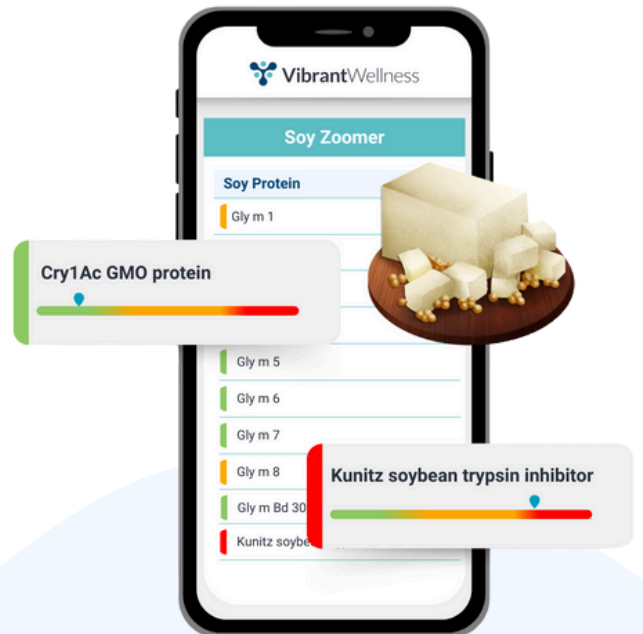 VibrantWellness
Soy Zoomer
Soy Protein
Gly m 1
Cry1Ac GMO protein
Gly m 5
Gly m 6
Gly m 7
Gly m 8
Kunitz soybean trypsin inhibitor
Gly m Bd 30
Kunitz